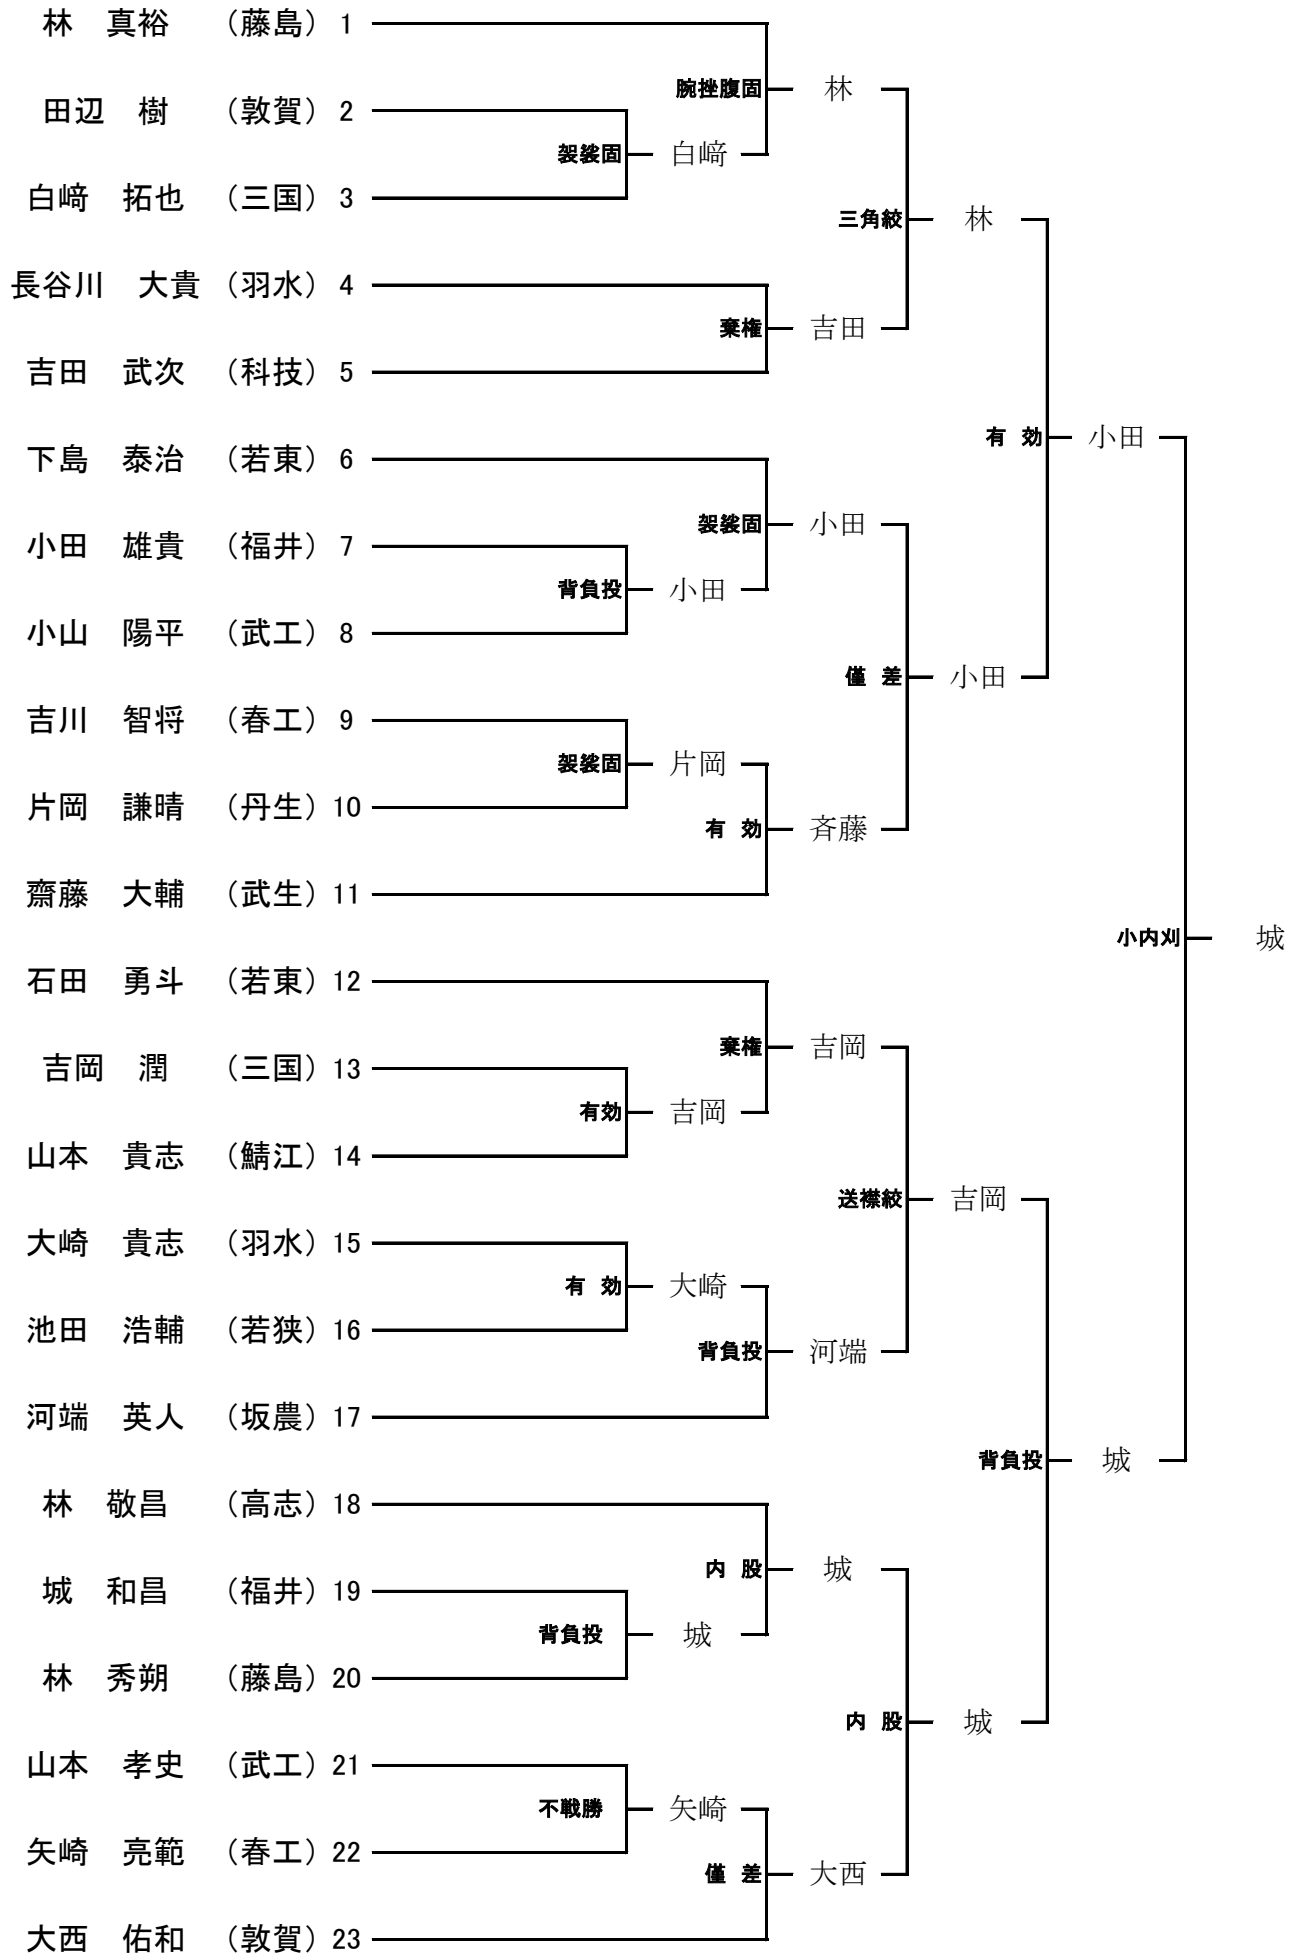 林　真裕　（藤島）1
腕挫腹固　林
田辺　樹　（敦賀）2
袈裟固　白﨑
白﨑　拓也　（三国）3
三角絞　林
長谷川　大貴　（羽水）4
棄権　吉田
吉田　武次　（科技）5
有　効　小田
下島　泰治　（若東）6
袈裟固　小田
小田　雄貴　（福井）7
背負投　小田
小山　陽平　（武工）8
僅　差　小田
吉川　智将　（春工）9
袈裟固　片岡
片岡　謙晴　（丹生）10
有　効　斉藤
齋藤　大輔　（武生）11
小内刈　城
石田　勇斗　（若東）12
棄権　吉岡
吉岡　潤　（三国）13
有効　吉岡
山本　貴志　（鯖江）14
送襟絞　吉岡
大崎　貴志　（羽水）15
有　効　大崎
池田　浩輔　（若狭）16
背負投　河端
河端　英人　（坂農）17
背負投　城
林　敬昌　（高志）18
内　股　城
城　和昌　（福井）19
背負投　城
林　秀朔　（藤島）20
内　股　城
山本　孝史　（武工）21
不戦勝　矢崎
矢崎　亮範　（春工）22
僅　差　大西
大西　佑和　（敦賀）23